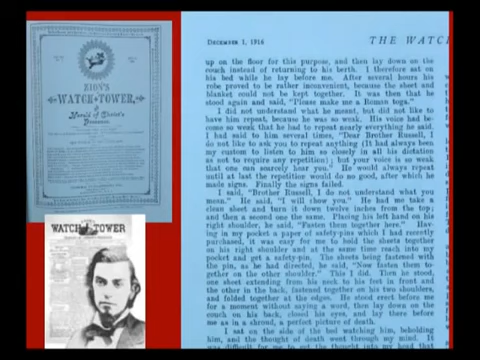 ZION'S
WATCH TOWER
Herald of Christ's
Presence.
WATCH TOWER
DECEMBER 1, 1916
THE WATC
up on the floor for this purpose, and then lay down on the
couch instead of returning to his berth. I therefore sat on
his bed while he lay before me. After several hours his
robe proved to be rather inconvenient, because the sheet and
blanket could not be kept together. It was then that he
stood again and said, "Please make me a Roman toga."
I did not understand what he meant, but did not like to
have him repeat, because he was so weak. His voice had be-
come so weak that he had to repeat nearly everything he said.
I had said to him several times, "Dear Brother Russell, I
do not like you to repeat anything (It had always been
my custom to listen to him so closely in all his dictation
as not to require any repetition); but your voice is so weak
that one can scarcely hear you." He would always repeat
until at last the repetition would do no good, after which he
made signs. Finally the signs failed.
I said, "Brother Russell, I do not understand what you
mean." He said, "I will show you." He had me take a
clean sheet and turn down twelve inches from the top;
and then a second one the same. Placing his left hand on his
right shoulder, he said, "Fasten them together here." Hav-
ing in my pocket a paper of safety-pins which I had recently
purchased, it was easy for me to hold the sheets together
on his right shoulder and at the same time reach into my
pocket and get a safety-pin. The sheets being fastened with
the pin, as he had directed, he said, "Now fasten them to-
gether on the other shoulder." This I did. Then he stood,
one sheet extending from his neck to his feet in front and
the other in the back, fastened together on his two shoulders,
and folded together at the edges. He stood erect before me
for a moment without saying a word, then lay down on the
couch on his back, closed his eyes, and lay there before
me as in a shroud, a perfect picture of death.
I sat on the side of the bed watching him, beholding
him, and the thought of death went through my mind. It
was difficult for me to get the thought into my head that